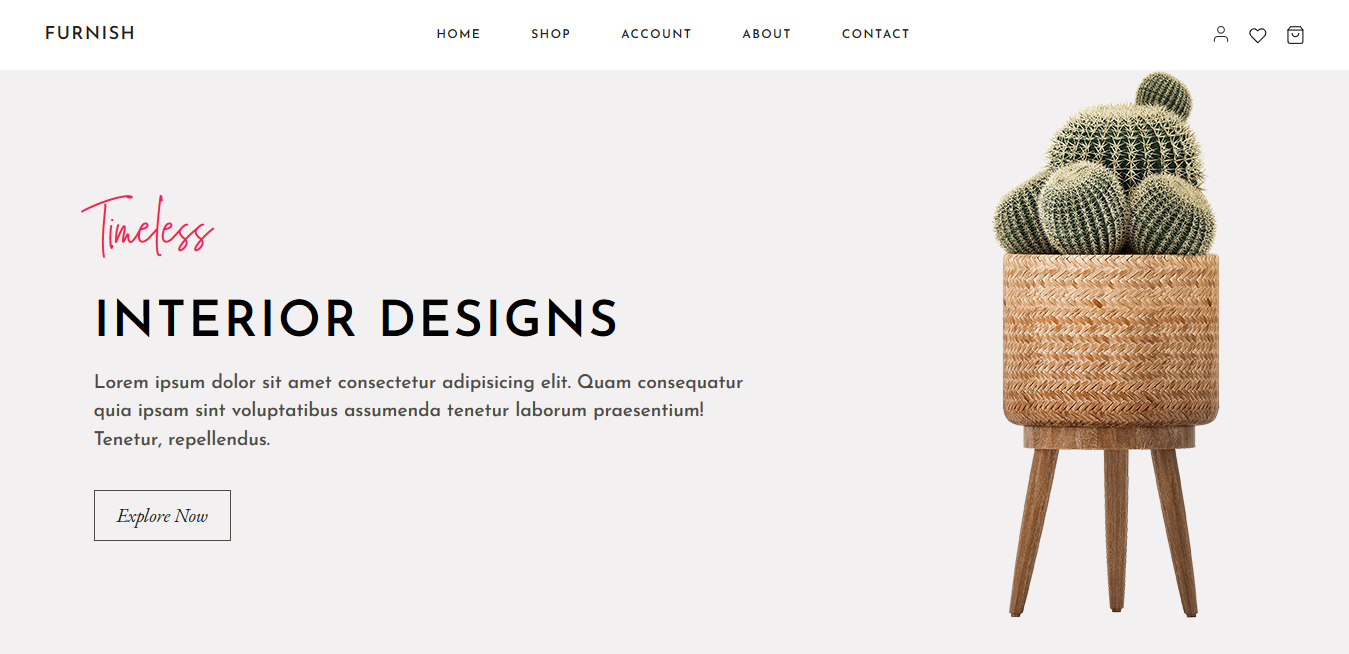 FURNISH
HOME SHOP ACCOUNT ABOUT CONTACT
Timeless
INTERIOR DESIGNS
Lorem ipsum dolor sit amet consectetur adipisicing elit. Quam consequatur
quia ipsam sint voluptatibus assumenda tenetur laborum praesentium!
Tenetur, repellendus.
Explore Now